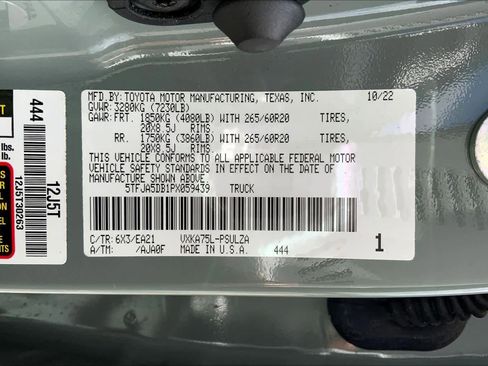 MFD.BY: TOYOTA MOTOR MANUFACTURING, TEXAS, INC. 10/22
GVWR: 3280KG (7230LB)
GAWR: FRT. 1850KG (4080LB) WITH 265/60R20 TIRES,
20X8.5J RIMS,
RR. 1750KG (3860LB) WITH 265/60R20 TIRES,
20X8.5J RIMS,
THIS VEHICLE CONFORMS TO ALL APPLICABLE FEDERAL MOTOR
VEHICLE SAFETY STANDARDS IN EFFECT ON THE DATE OF
MANUFACTURE SHOWN ABOVE.
5TFJA5DB1PX059439 TRUCK
C/TR: 6X3/EA21 VXKA75L-PSULZA
A/TM: /AJA0F MADE IN U.S.A. 444 1
444
12J5T
lb.